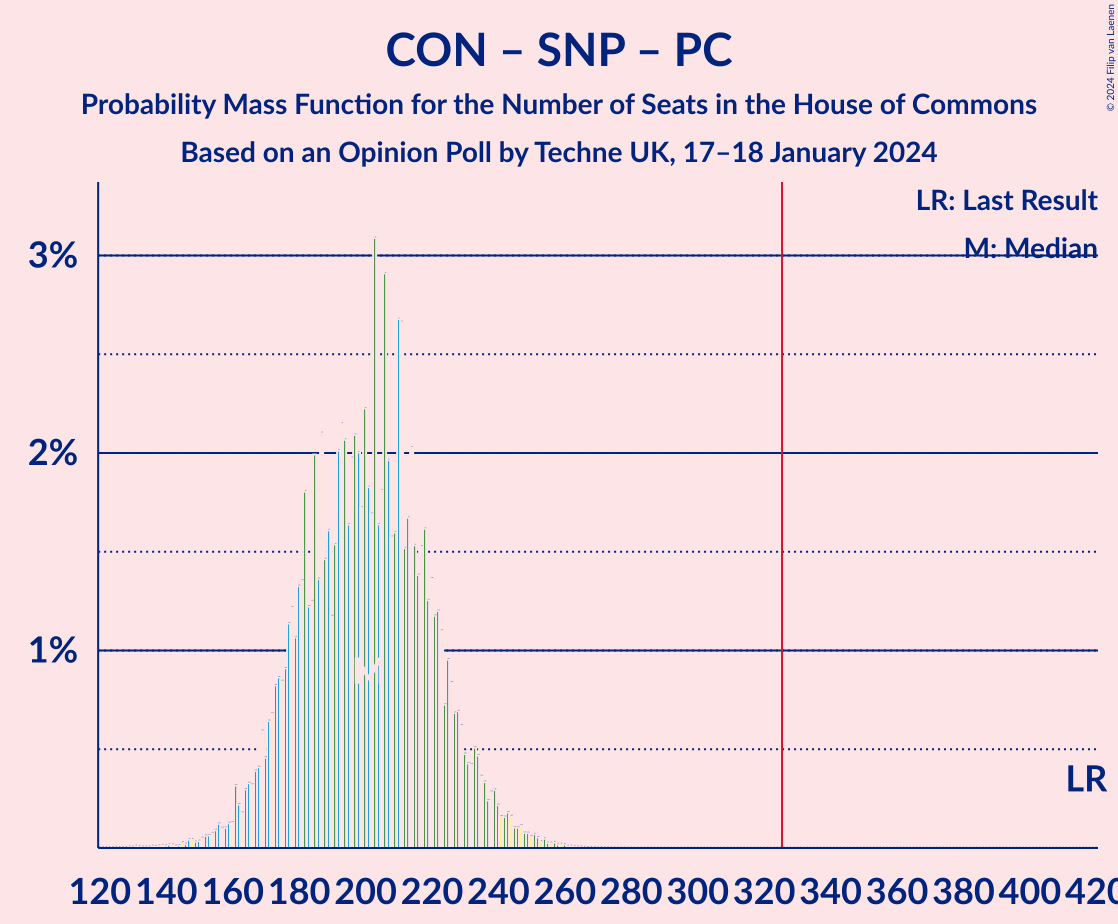 CON – SNP – PC
Probability Mass Function for the Number of Seats in the House of Commons
Based on an Opinion Poll by Techne UK, 17–18 January 2024
© 2024 Filip van Laenen
LR: Last Result
M: Median
3%
2%
1%
M
LR
120 140 160 180 200 220 240 260 280 300 320 340 360 380 400 420